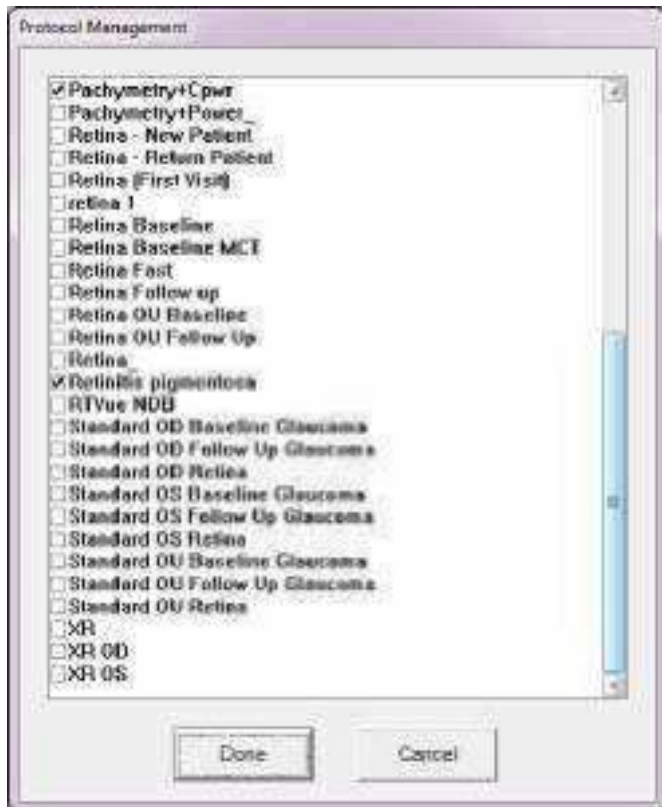 Protocol Management
Pachymetry+Cpwr
Pachymetry+Power_
Retina - New Patient
Retina - Return Patient
Retina (First Visit)
retina 1
Retina Baseline
Retina Baseline MCT
Retina Fast
Retina Follow up
Retina OU Baseline
Retina OU Follow Up
Retina_
Retinitis pigmentosa
RTVue NDB
Standard OD Baseline Glaucoma
Standard OD Follow Up Glaucoma
Standard OD Retina
Standard OS Baseline Glaucoma
Standard OS Follow Up Glaucoma
Standard OS Retina
Standard OU Baseline Glaucoma
Standard OU Follow Up Glaucoma
Standard OU Retina
XR
XR OD
XR OS
Done
Cancel